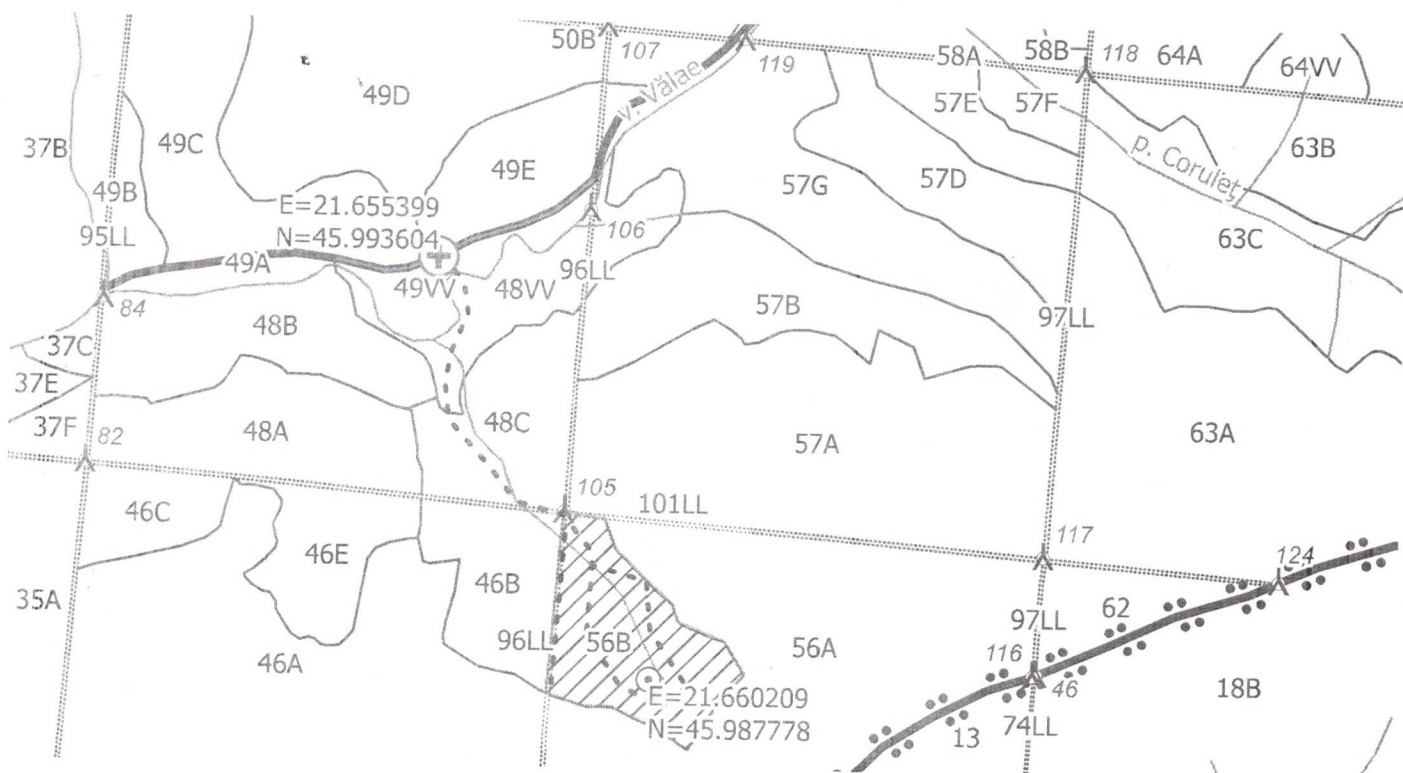 50B
107
119
58A
58B
118
64A
64VV
49D
v. Vălae
57E
57F
37B
49C
49E
57G
57D
p. Coruleț
63B
49B
E=21.655399
N=45.993604
95LL
106
63C
49A
96LL
49VV
48VV
84
48B
57B
97LL
37C
37E
37F
82
48A
48C
57A
63A
105
101LL
46C
46E
46B
117
124
35A
96LL
56B
97LL
62
46A
56A
116
46
18B
E=21.660209
N=45.987778
13
74LL